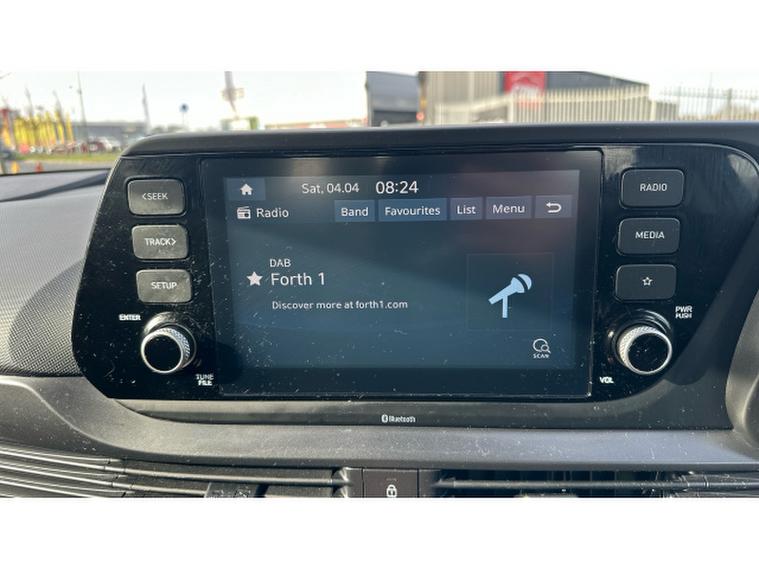 Sat, 04.04 08:24
Radio Band Favourites List Menu
DAB
Forth 1
Discover more at forth1.com
SCAN
<SEEK
TRACK>
SETUP
ENTER
TUNE
FILE
RADIO
MEDIA
PWR
PUSH
VOL
Bluetooth